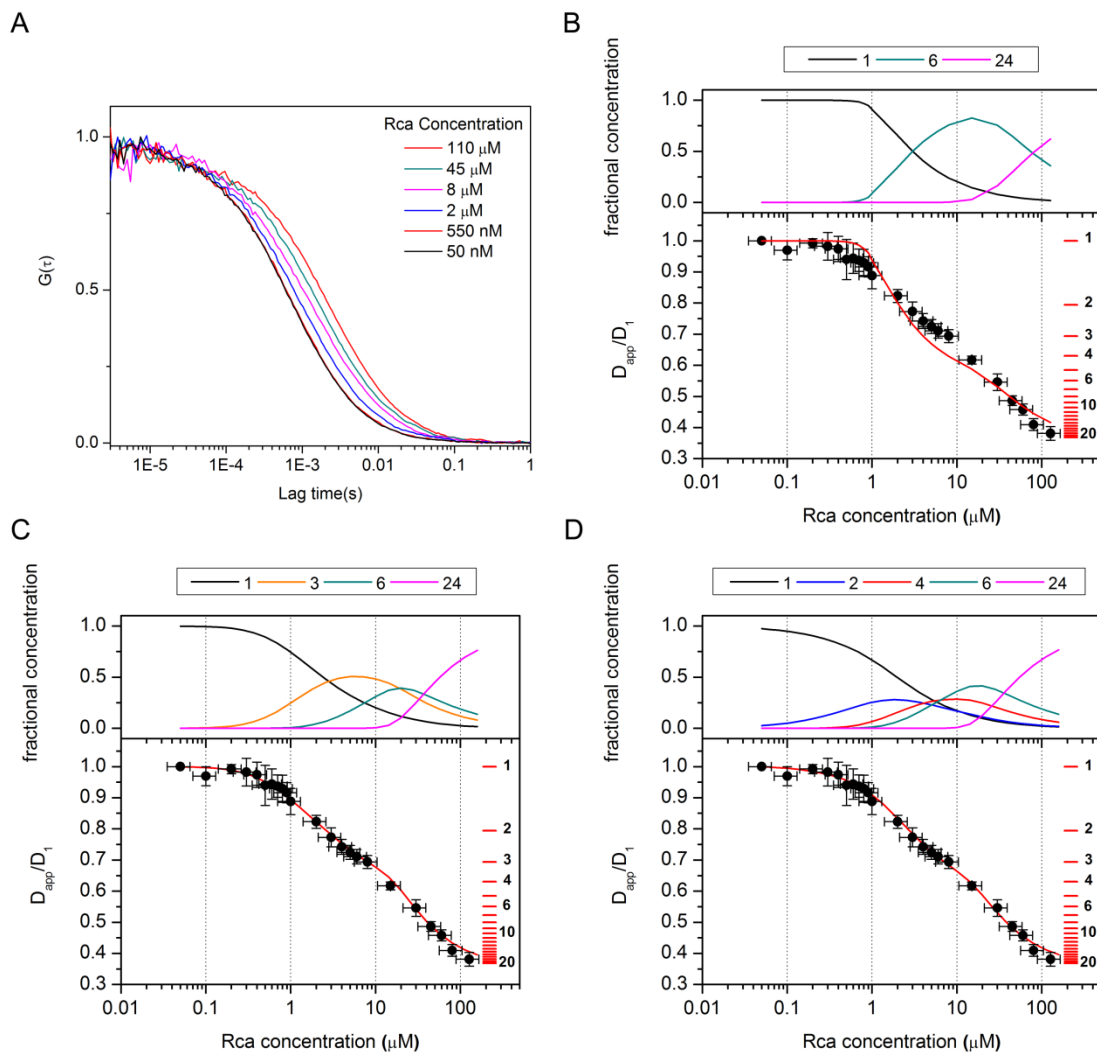 A
Rca Concentration
110 μM
45 μM
8 μM
2 μM
550 nM
50 nM
G(τ)
1.0
0.5
0.0
1E-5 1E-4 1E-3 0.01 0.1 1
Lag time(s)
B
1 6 24
fractional concentration
1.0
0.5
0.0
D_app/D_1
1.0
0.9
0.8
0.7
0.6
0.5
0.4
0.3
1
2
3
4
6
10
20
0.01 0.1 1 10 100
Rca concentration (μM)
C
1 3 6 24
fractional concentration
1.0
0.5
0.0
D_app/D_1
1.0
0.9
0.8
0.7
0.6
0.5
0.4
0.3
1
2
3
4
6
10
20
0.01 0.1 1 10 100
Rca concentration (μM)
D
1 2 4 6 24
fractional concentration
1.0
0.5
0.0
D_app/D_1
1.0
0.9
0.8
0.7
0.6
0.5
0.4
0.3
1
2
3
4
6
10
20
0.01 0.1 1 10 100
Rca concentration (μM)